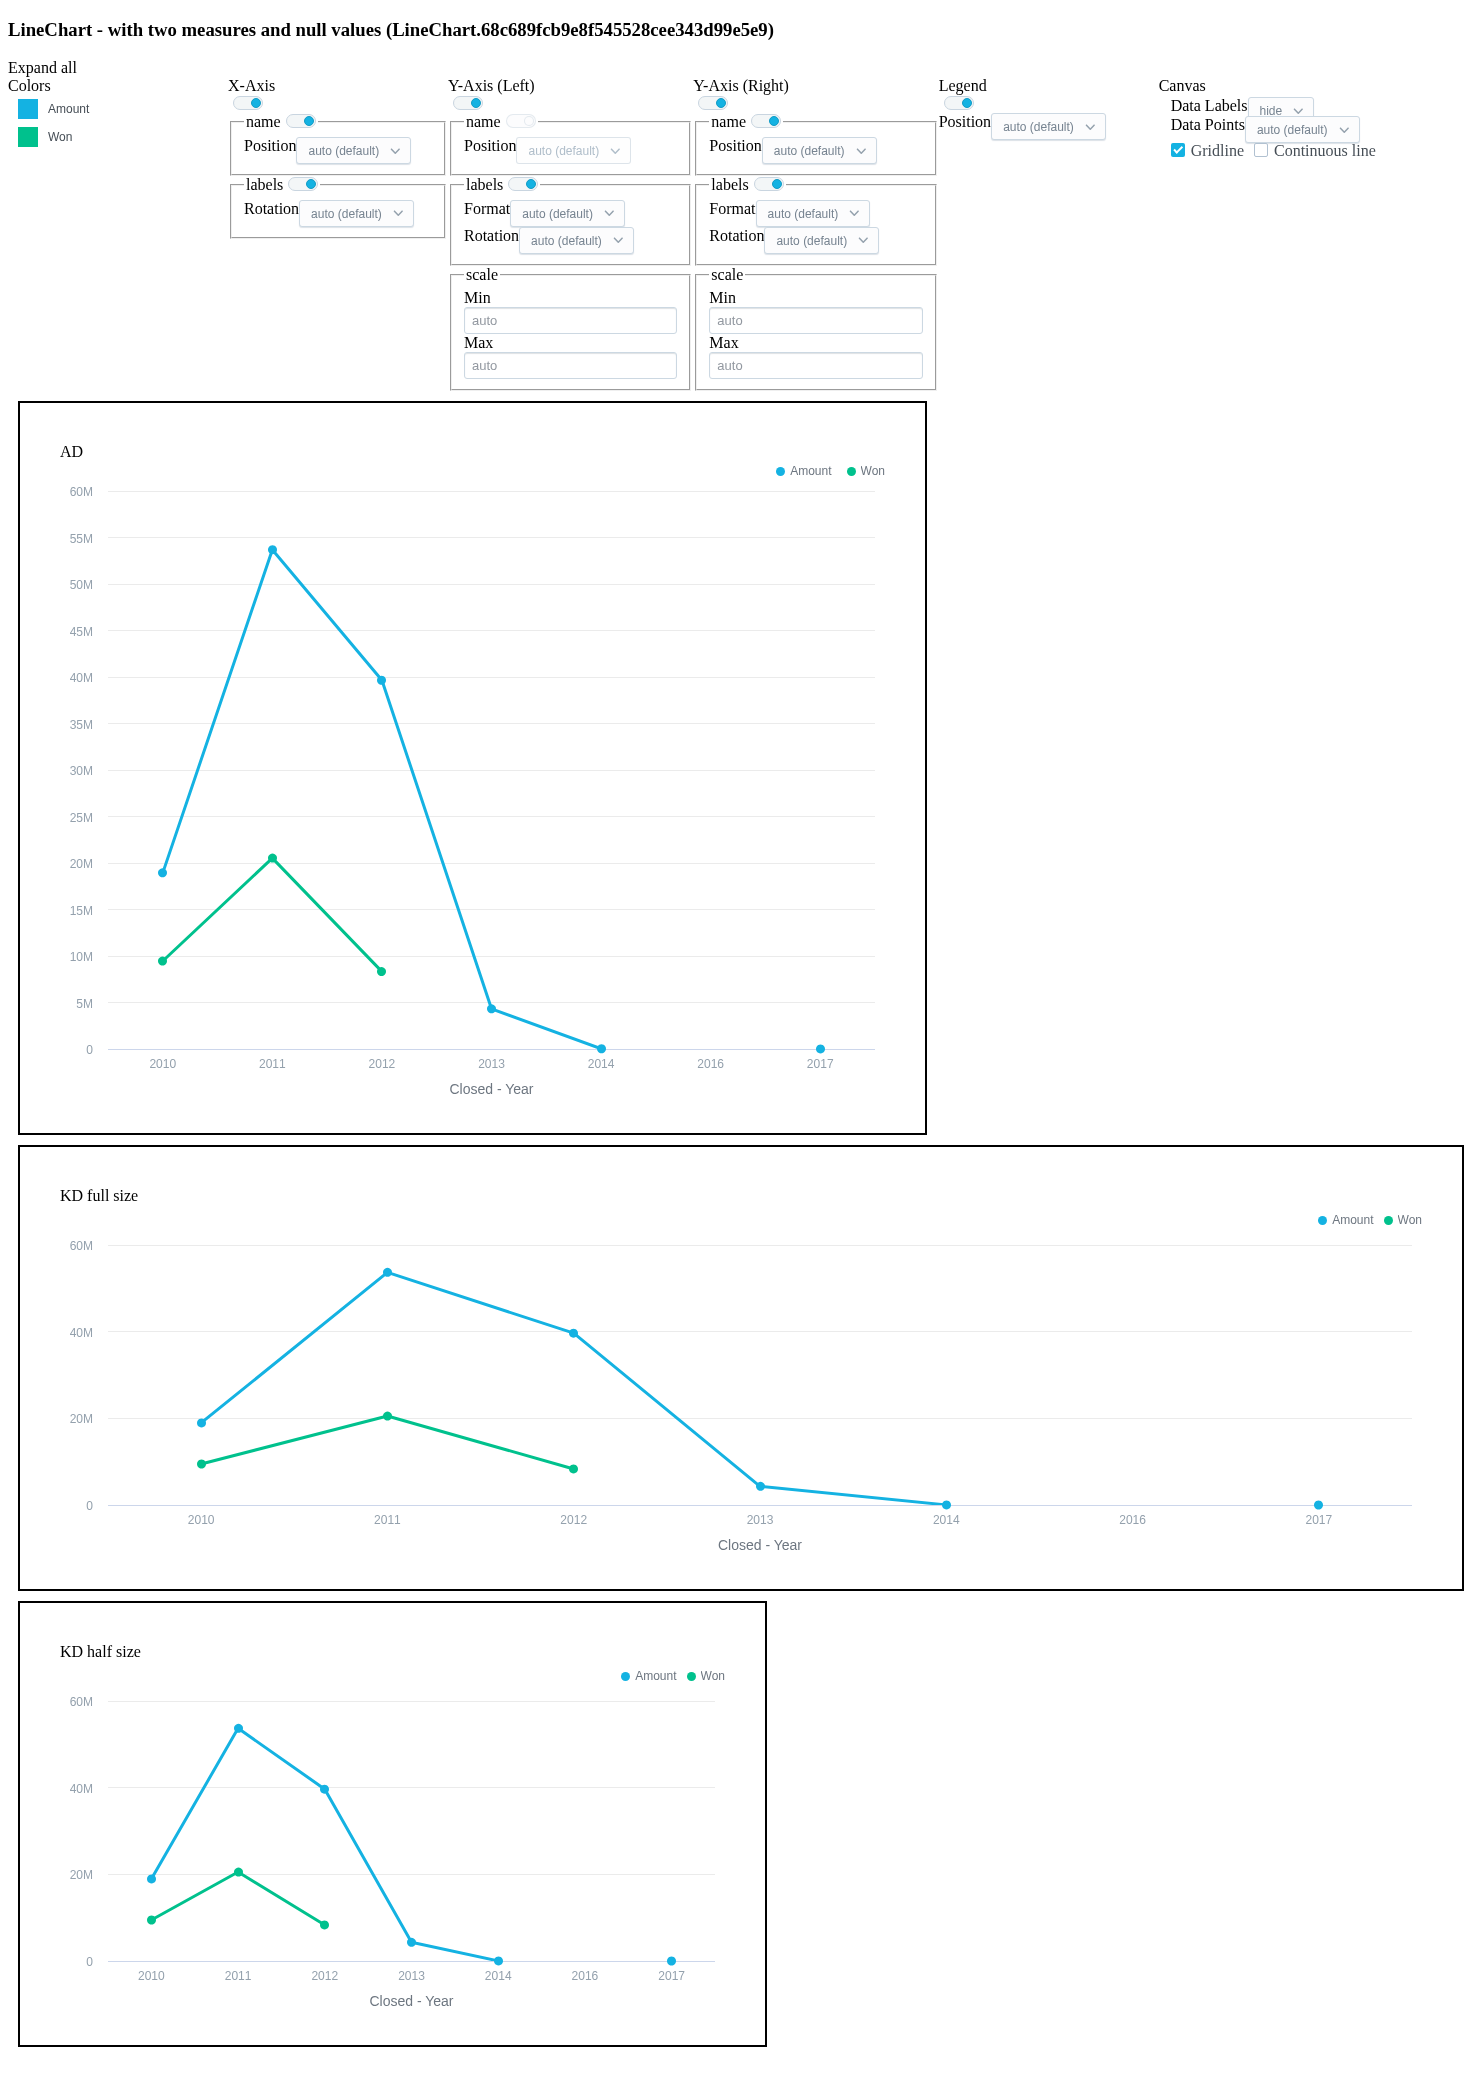 LineChart - with two measures and null values (LineChart.68c689fcb9e8f545528cee343d99e5e9)
Expand all
Colors
Amount
Won
X-Axis
name
Position auto (default)
labels
Rotation auto (default)
Y-Axis (Left)
name
Position auto (default)
labels
Format auto (default)
Rotation auto (default)
scale
Min
auto
Max
auto
Y-Axis (Right)
name
Position auto (default)
labels
Format auto (default)
Rotation auto (default)
scale
Min
auto
Max
auto
Legend
Position auto (default)
Canvas
Data Labels hide
Data Points auto (default)
Gridline Continuous line
AD
Amount Won
60M
55M
50M
45M
40M
35M
30M
25M
20M
15M
10M
5M
0
2010 2011 2012 2013 2014 2016 2017
Closed - Year
KD full size
Amount Won
60M
40M
20M
0
2010 2011 2012 2013 2014 2016 2017
Closed - Year
KD half size
Amount Won
60M
40M
20M
0
2010 2011 2012 2013 2014 2016 2017
Closed - Year